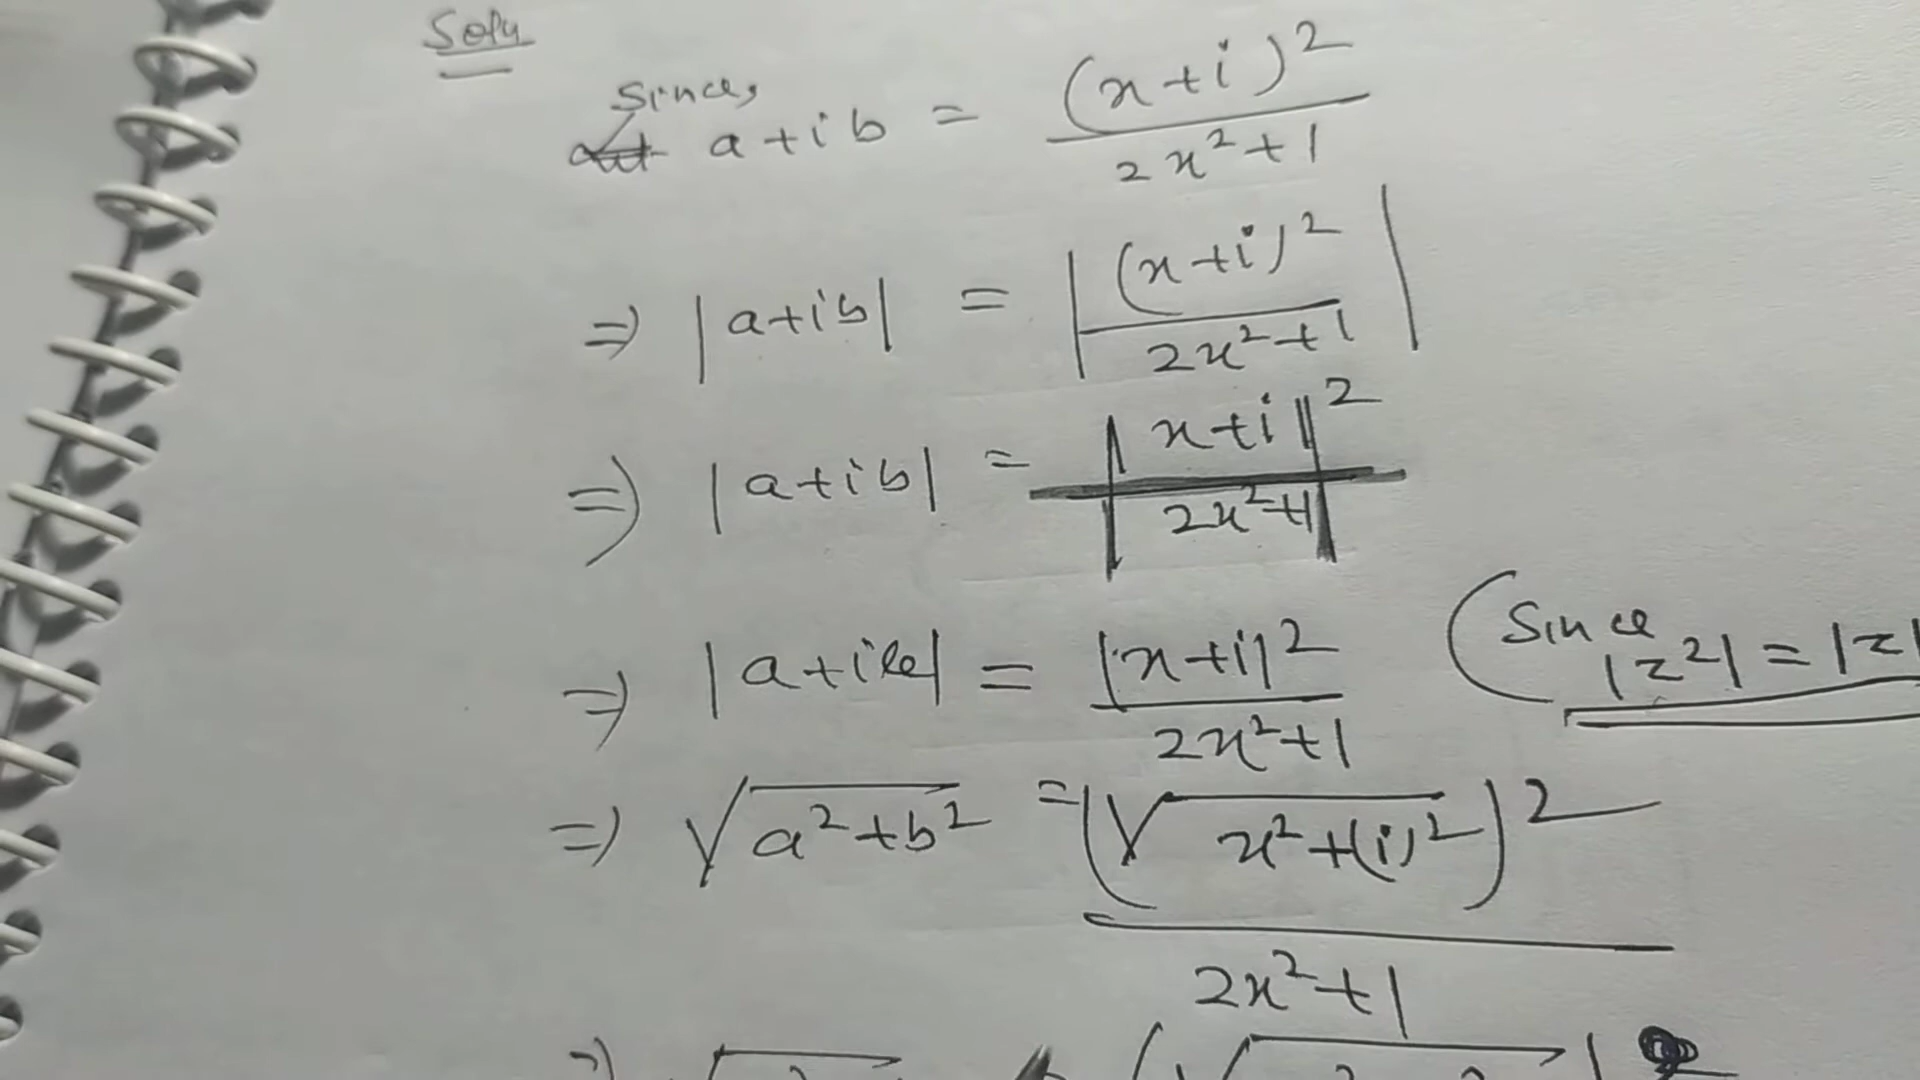 Soln
Since,
a+ib = (x+i)² / 2x²+1
⇒ |a+ib| = |(x+i)² / 2x²+1|
⇒ |a+ib| = |x+i|² / |2x²+1|
⇒ |a+ib| = |x+i|² / 2x²+1 (Since |z²| = |z|
⇒ √a²+b² = (√x²+(i)²)² / 2x²+1